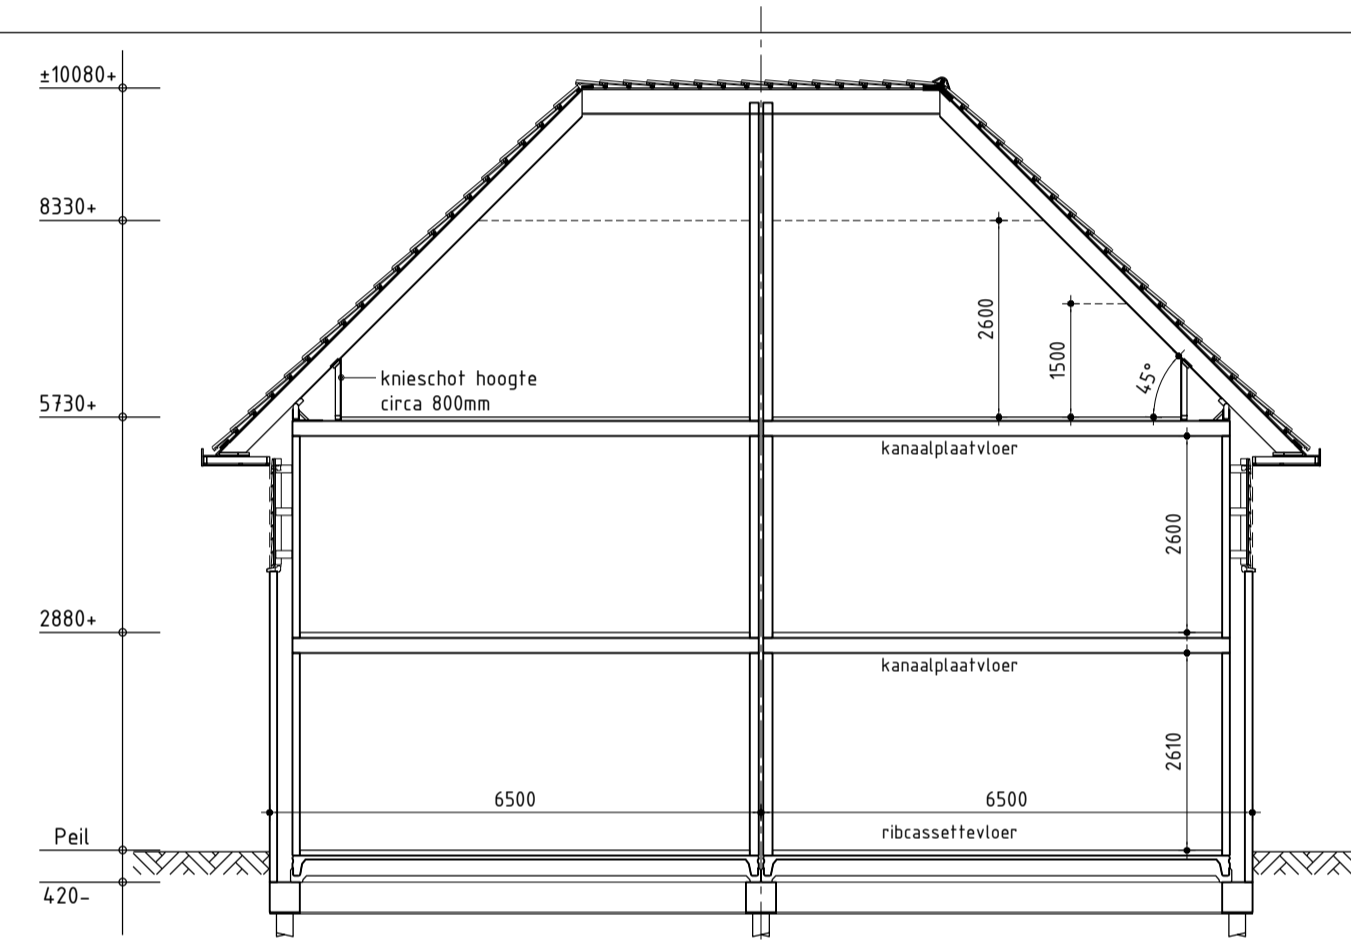 ±10080+
8330+
2600
1500
45°
knieschot hoogte
circa 800mm
5730+
kanaalplaatvloer
2600
2880+
kanaalplaatvloer
2610
6500
6500
Peil
ribcassettevloer
420-